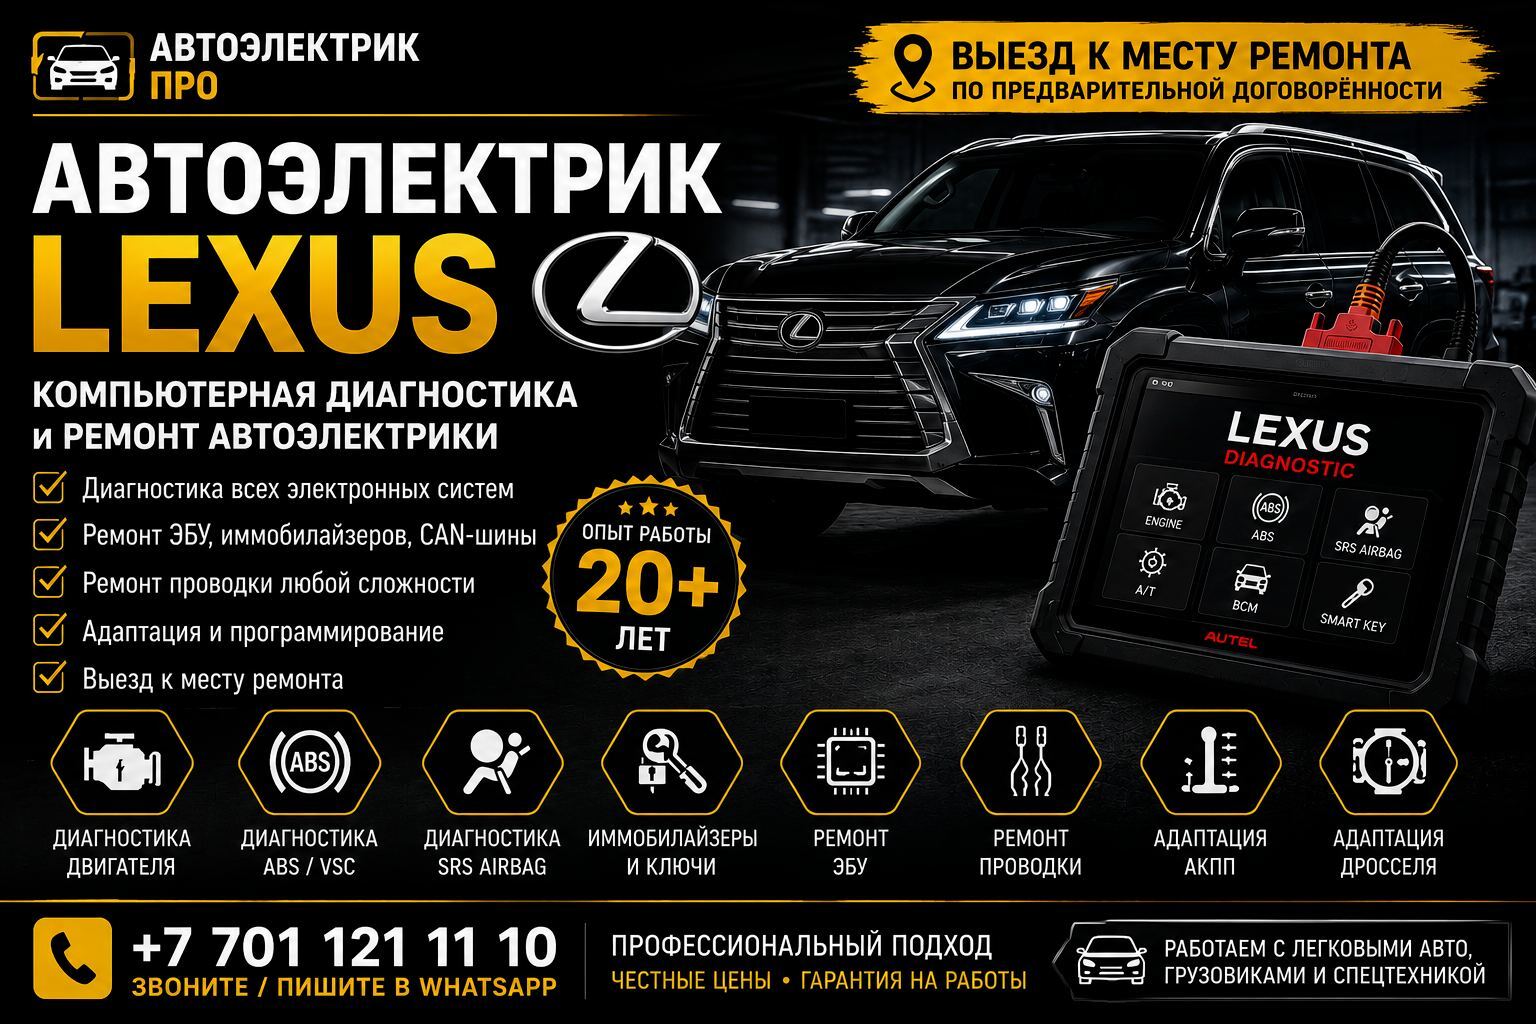 АВТОЭЛЕКТРИК
ПРО
ВЫЕЗД К МЕСТУ РЕМОНТА
ПО ПРЕДВАРИТЕЛЬНОЙ ДОГОВОРЁННОСТИ
АВТОЭЛЕКТРИК
LEXUS
КОМПЬЮТЕРНАЯ ДИАГНОСТИКА
и РЕМОНТ АВТОЭЛЕКТРИКИ
Диагностика всех электронных систем
Ремонт ЭБУ, иммобилайзеров, CAN-шины
Ремонт проводки любой сложности
Адаптация и программирование
Выезд к месту ремонта
ОПЫТ РАБОТЫ
20+
ЛЕТ
LEXUS
DIAGNOSTIC
ENGINE
ABS
ABS
SRS AIRBAG
A/T
BCM
SMART KEY
AUTEL
ABS
ДИАГНОСТИКА
ДВИГАТЕЛЯ
ДИАГНОСТИКА
ABS / VSC
ДИАГНОСТИКА
SRS AIRBAG
ИММОБИЛАЙЗЕРЫ
И КЛЮЧИ
РЕМОНТ
ЭБУ
РЕМОНТ
ПРОВОДКИ
АДАПТАЦИЯ
АКПП
АДАПТАЦИЯ
ДРОССЕЛЯ
+7 701 121 11 10
ЗВОНИТЕ / ПИШИТЕ В WHATSAPP
ПРОФЕССИОНАЛЬНЫЙ ПОДХОД
ЧЕСТНЫЕ ЦЕНЫ • ГАРАНТИЯ НА РАБОТЫ
РАБОТАЕМ С ЛЕГКОВЫМИ АВТО,
ГРУЗОВИКАМИ И СПЕЦТЕХНИКОЙ